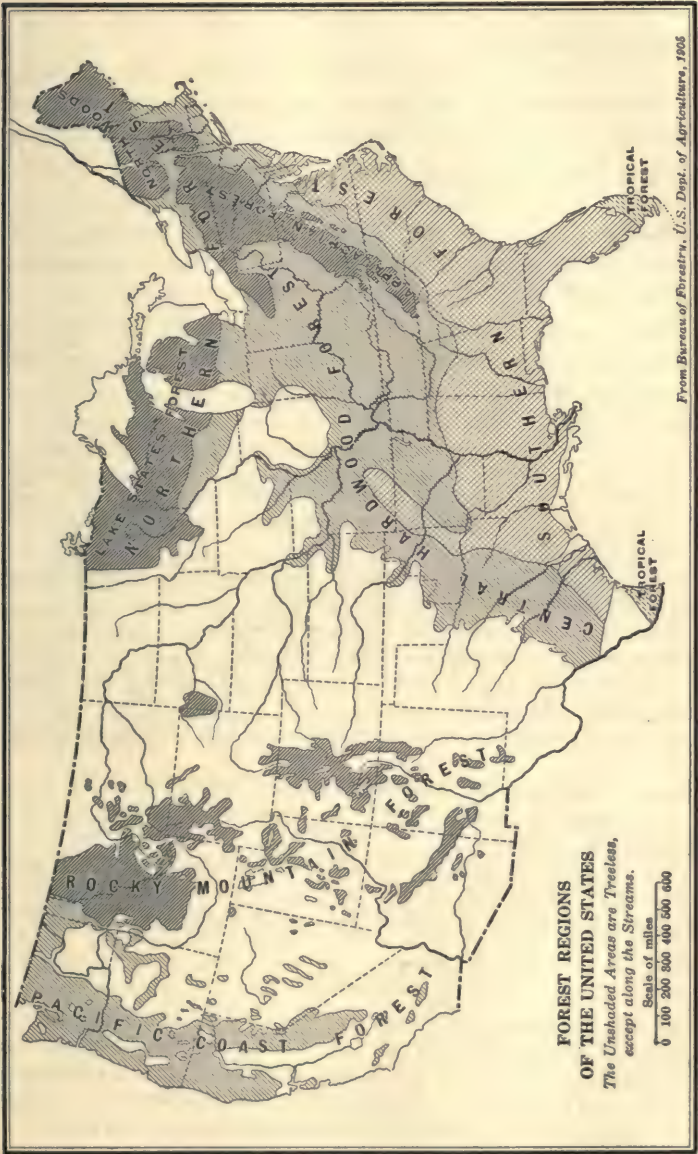 NORTHERN FOREST
NORTH WOODS
LAKE STATES FOREST
APPALACHIAN FOREST
CENTRAL HARDWOOD FOREST
SOUTHERN FOREST
TROPICAL
FOREST
TROPICAL
FOREST
ROCKY MOUNTAIN FOREST
PACIFIC COAST FOREST
FOREST REGIONS
OF THE UNITED STATES
The Unshaded Areas are Treeless,
except along the Streams.
Scale of miles
0 100 200 300 400 500 600
From Bureau of Forestry, U.S. Dept. of Agriculture, 1905